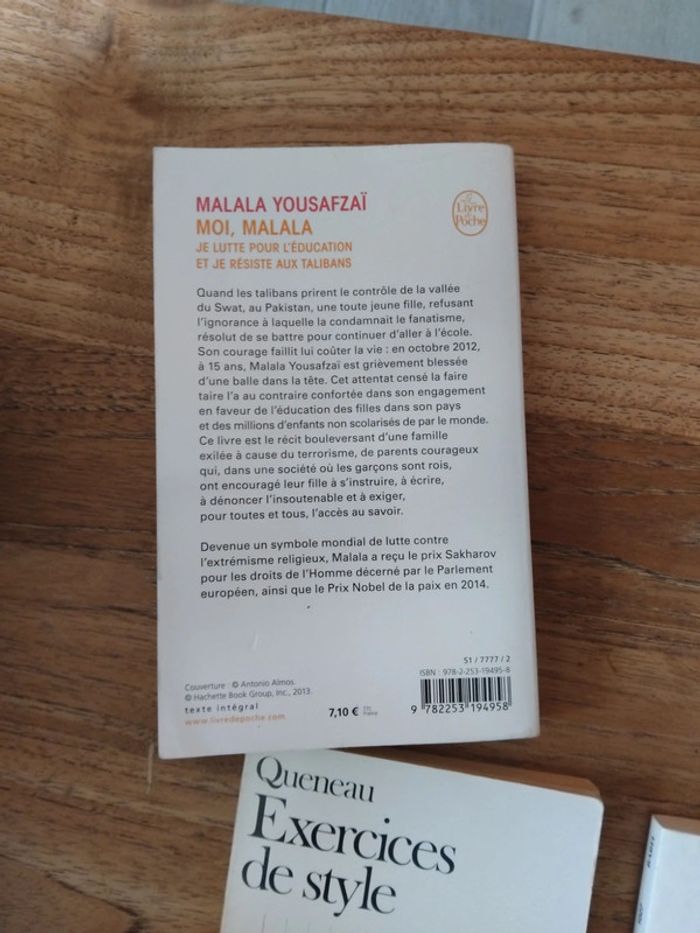 MALALA YOUSAFZAÏ
MOI, MALALA
JE LUTTE POUR L'ÉDUCATION
ET JE RÉSISTE AUX TALIBANS
Le Livre
de Poche
Quand les talibans prirent le contrôle de la vallée
du Swat, au Pakistan, une toute jeune fille, refusant
l'ignorance à laquelle la condamnait le fanatisme,
résolut de se battre pour continuer d'aller à l'école.
Son courage faillit lui coûter la vie : en octobre 2012,
à 15 ans, Malala Yousafzaï est grièvement blessée
d'une balle dans la tête. Cet attentat censé la faire
taire l'a au contraire confortée dans son engagement
en faveur de l'éducation des filles dans son pays
et des millions d'enfants non scolarisés de par le monde.
Ce livre est le récit bouleversant d'une famille
exilée à cause du terrorisme, de parents courageux
qui, dans une société où les garçons sont rois,
ont encouragé leur fille à s'instruire, à écrire,
à dénoncer l'insoutenable et à exiger,
pour toutes et tous, l'accès au savoir.
Devenue un symbole mondial de lutte contre
l'extrémisme religieux, Malala a reçu le prix Sakharov
pour les droits de l'Homme décerné par le Parlement
européen, ainsi que le Prix Nobel de la paix en 2014.
Couverture : © Antonio Almos.
© Hachette Book Group, Inc., 2013.
texte intégral
www.livredepoche.com
7,10 €
France
51 / 7777 / 2
ISBN : 978-2-253-19495-8
9 782253 194958
Queneau
Exercices
de style